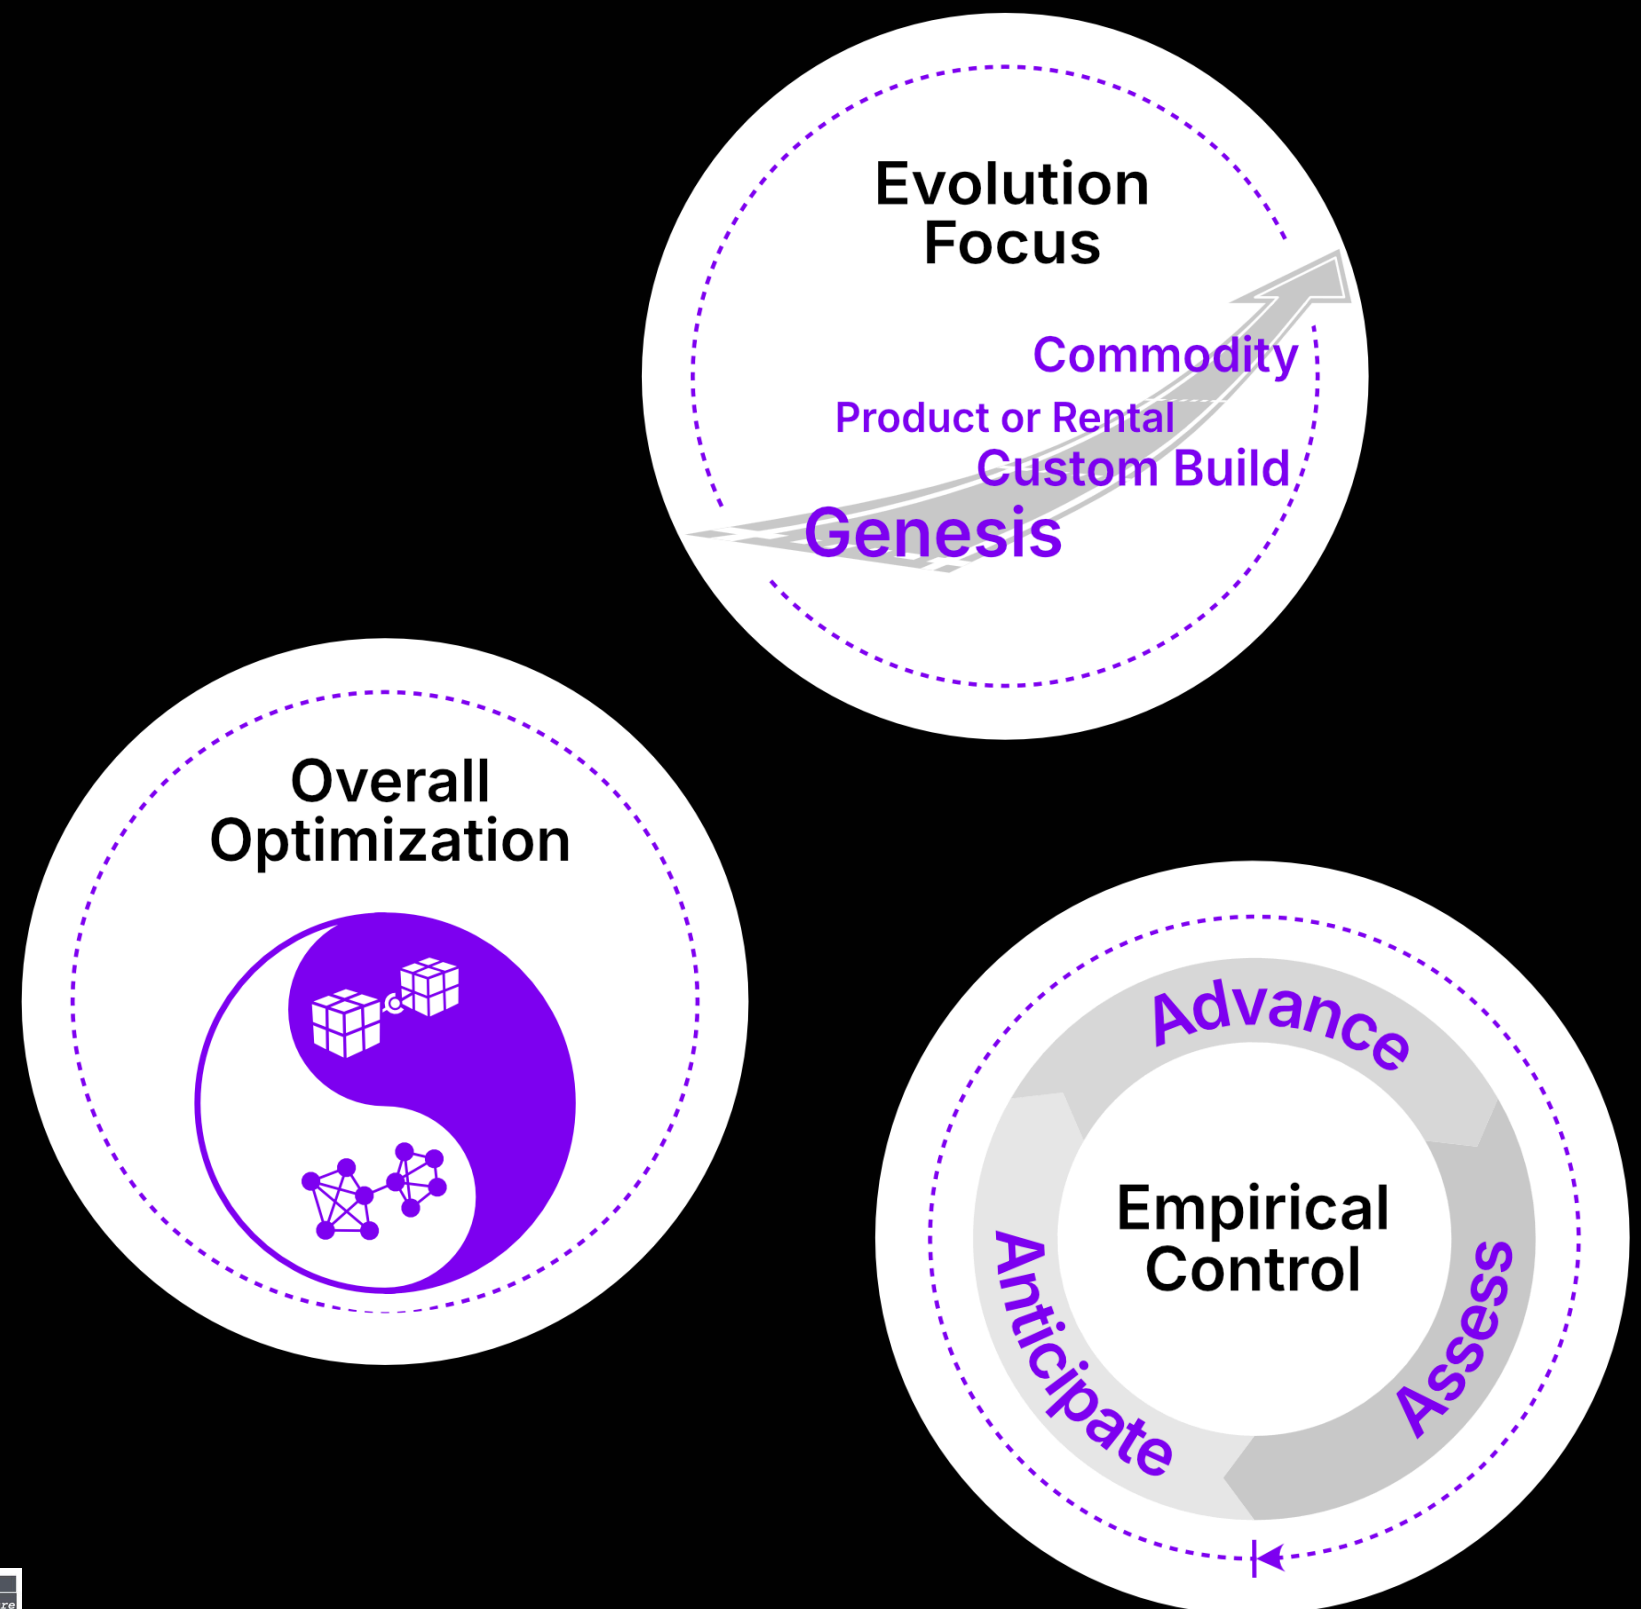 Evolution
Focus
Commodity
Product or Rental
Custom Build
Genesis
Overall
Optimization
Advance
Assess
Anticipate
Empirical
Control